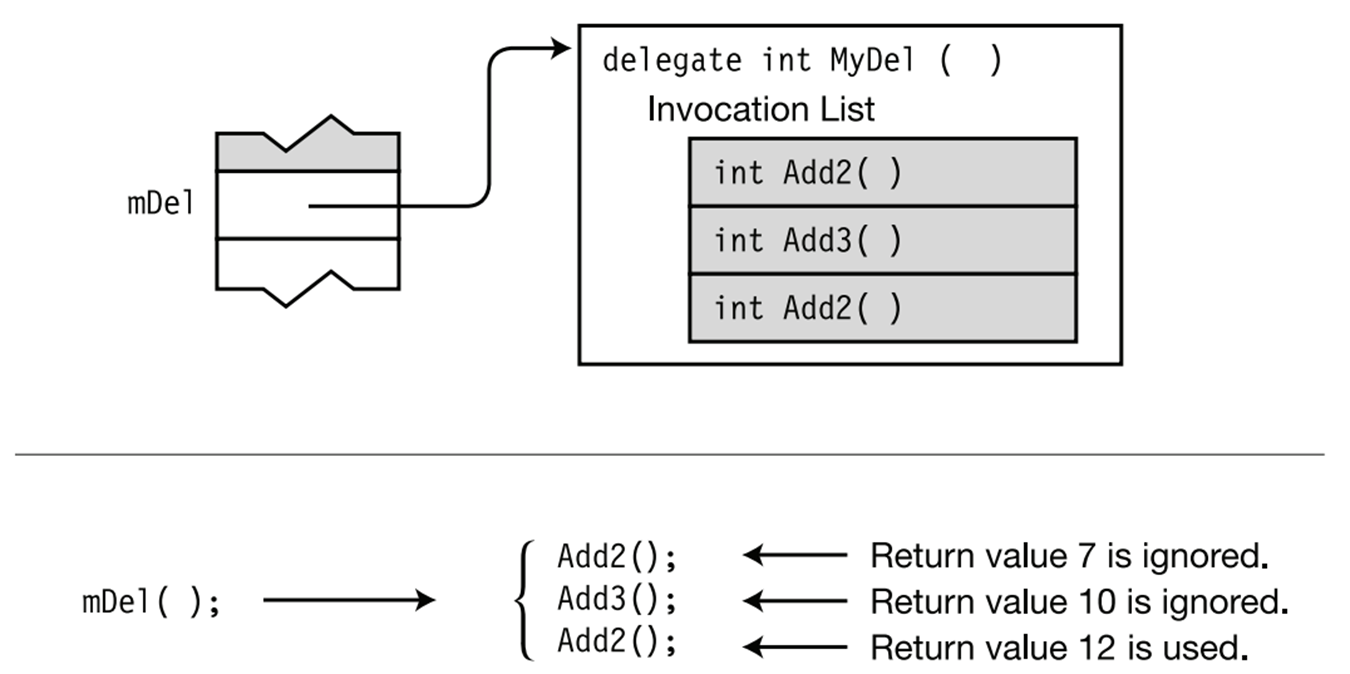 delegate int MyDel ( )
Invocation List
int Add2( )
mDel
int Add3( )
int Add2( )
Add2(); Return value 7 is ignored.
mDel( ); Add3(); Return value 10 is ignored.
Add2(); Return value 12 is used.